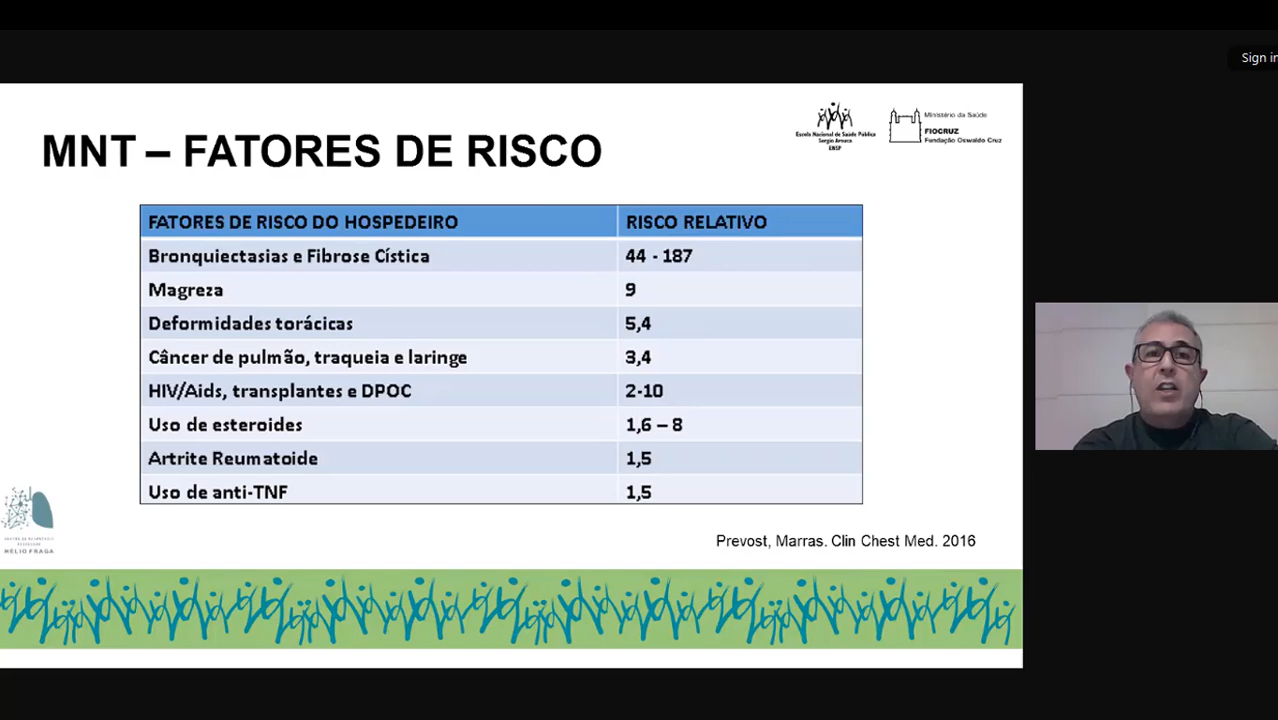 Sign in
Escola Nacional de Saúde Pública
Sergio Arouca
ENSP
Ministério da Saúde
FIOCRUZ
Fundação Oswaldo Cruz
MNT – FATORES DE RISCO
FATORES DE RISCO DO HOSPEDEIRO RISCO RELATIVO
Bronquiectasias e Fibrose Cística 44 - 187
Magreza 9
Deformidades torácicas 5,4
Câncer de pulmão, traqueia e laringe 3,4
HIV/Aids, transplantes e DPOC 2-10
Uso de esteroides 1,6 – 8
Artrite Reumatoide 1,5
Uso de anti-TNF 1,5
HÉLIO FRAGA
Prevost, Marras. Clin Chest Med. 2016